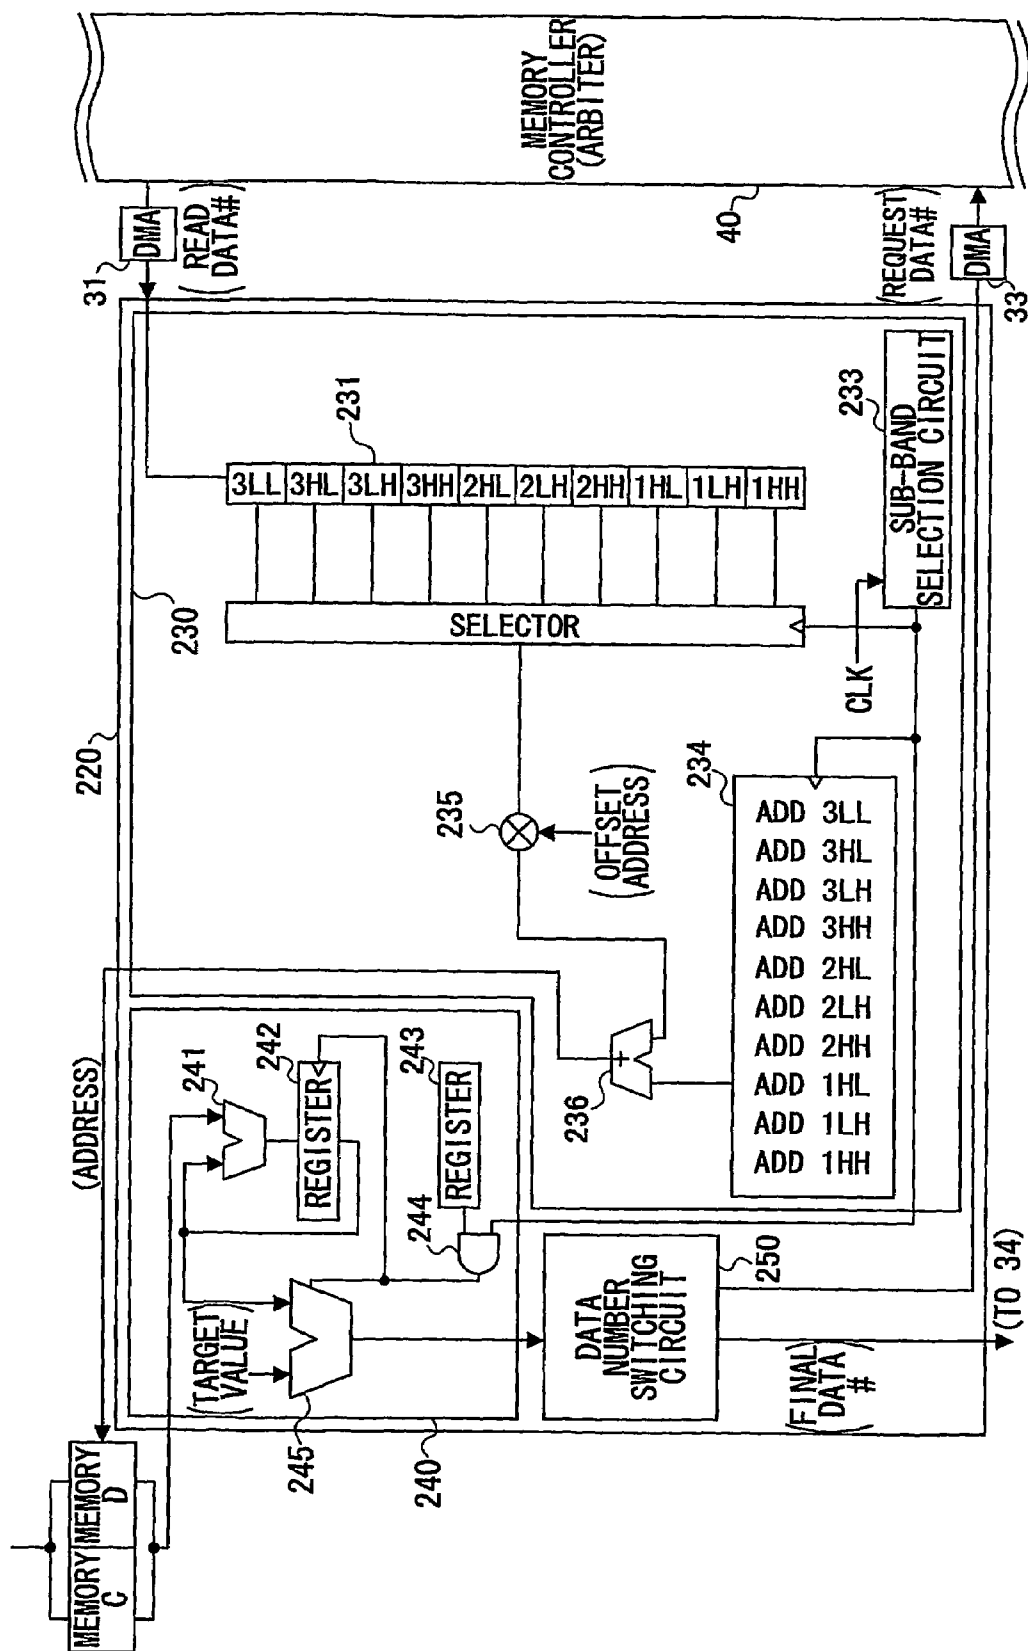 MEMORY
C
MEMORY
D
(ADDRESS)
220
230
31
DMA
(READ
DATA#)
MEMORY
CONTROLLER
(ARBITER)
40
241
242
REGISTER
243
REGISTER
244
(TARGET
VALUE)
245
240
236
+
235
(OFFSET
ADDRESS)
SELECTOR
231
3LL
3HL
3LH
3HH
2HL
2LH
2HH
1HL
1LH
1HH
234
ADD 3LL
ADD 3HL
ADD 3LH
ADD 3HH
ADD 2HL
ADD 2LH
ADD 2HH
ADD 1HL
ADD 1LH
ADD 1HH
CLK
233
SUB-BAND
SELECTION CIRCUIT
DATA
NUMBER
SWITCHING
CIRCUIT
250
(FINAL
DATA
#)
(TO 34)
(REQUEST
DATA#)
DMA
33